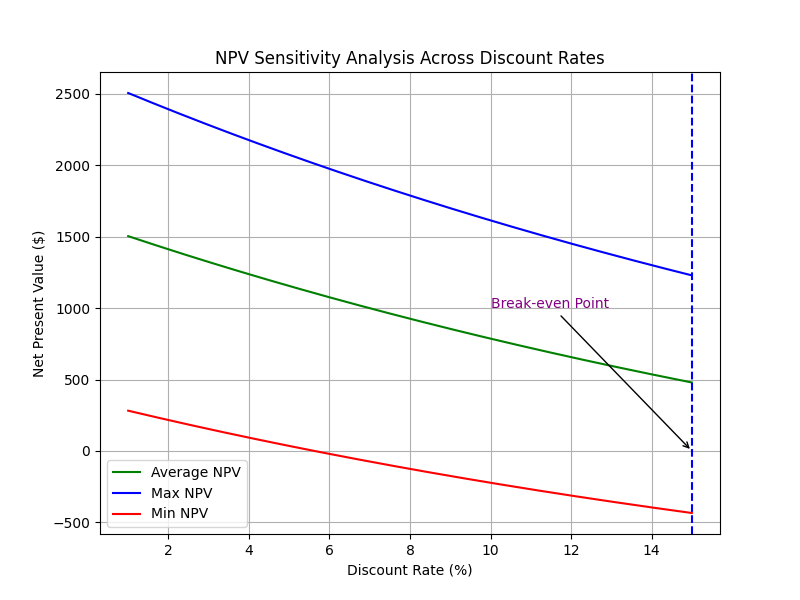 NPV Sensitivity Analysis Across Discount Rates
Net Present Value ($)
2500
2000
1500
1000
500
0
−500
Break-even Point
Average NPV
Max NPV
Min NPV
2 4 6 8 10 12 14
Discount Rate (%)